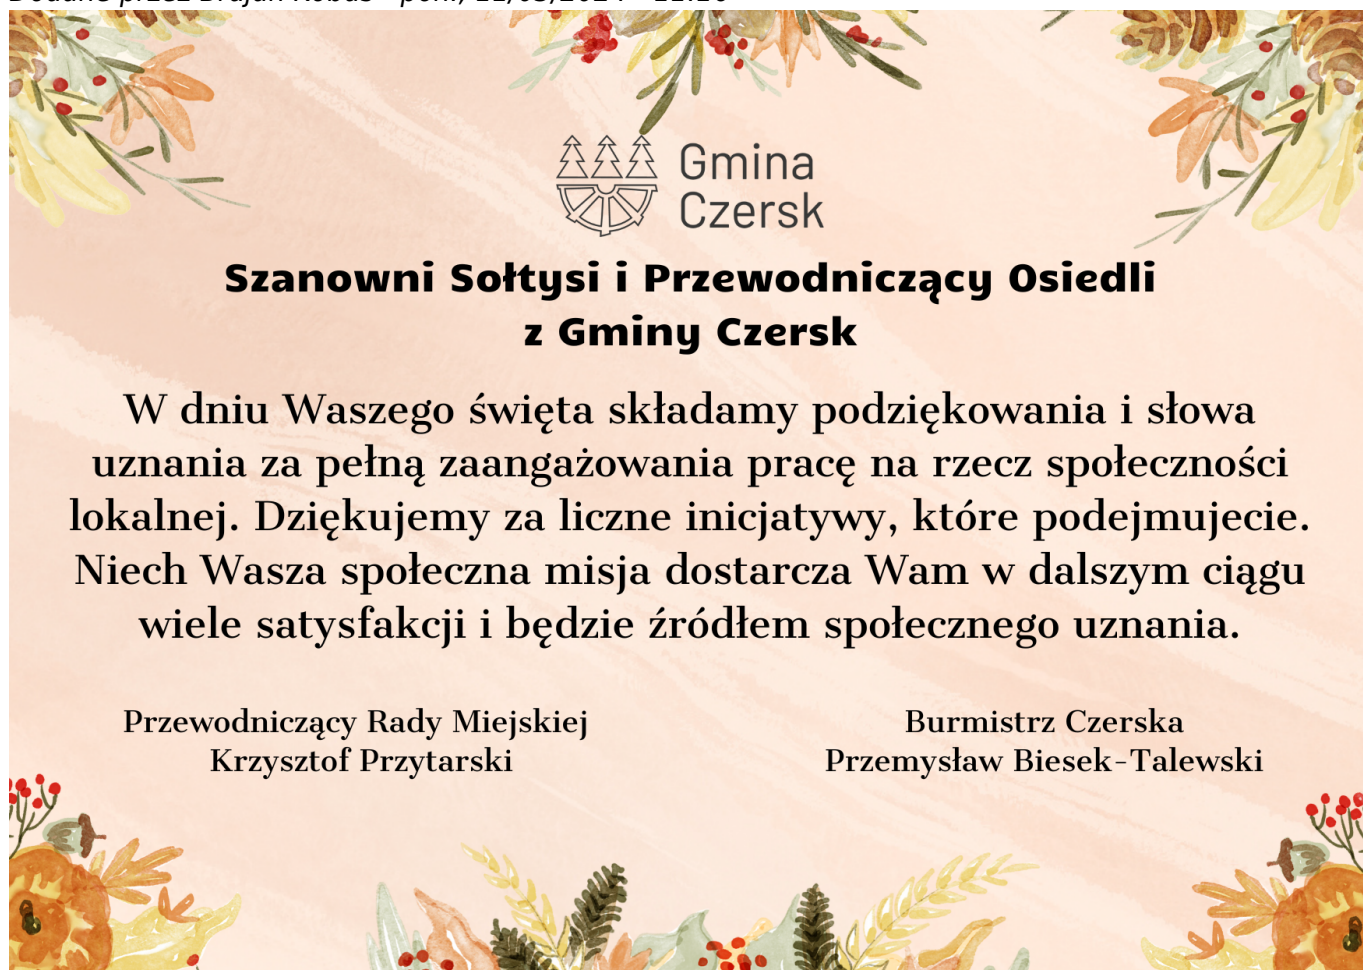 Gmina
Czersk
Szanowni Sołtysi i Przewodniczący Osiedli
z Gminy Czersk
W dniu Waszego święta składamy podziękowania i słowa
uznania za pełną zaangażowania pracę na rzecz społeczności
lokalnej. Dziękujemy za liczne inicjatywy, które podejmujecie.
Niech Wasza społeczna misja dostarcza Wam w dalszym ciągu
wiele satysfakcji i będzie źródłem społecznego uznania.
Przewodniczący Rady Miejskiej
Krzysztof Przytarski
Burmistrz Czerska
Przemysław Biesek-Talewski